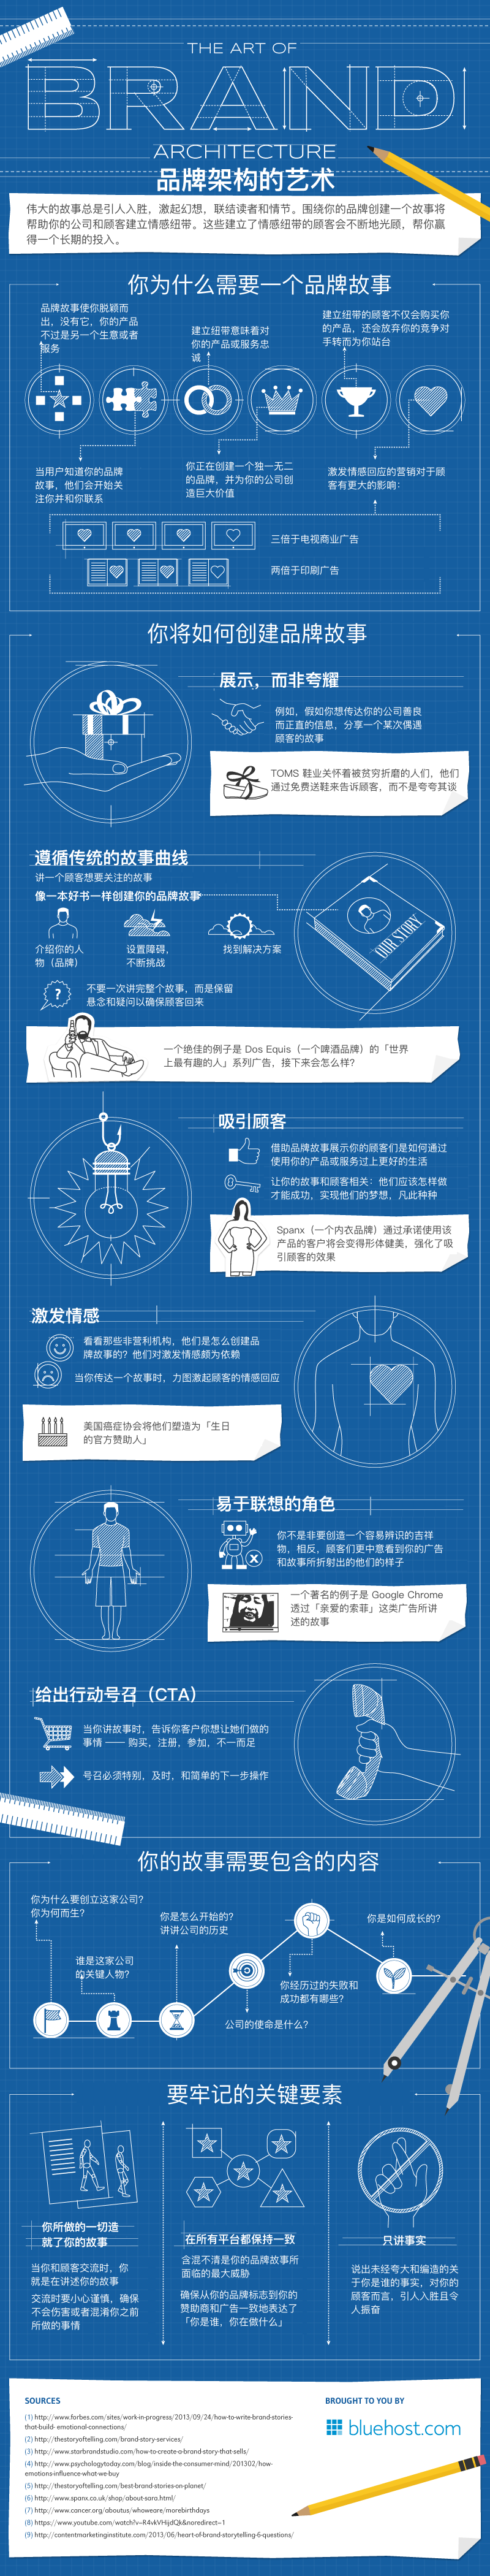 THE ART OF
BRAND
ARCHITECTURE
品牌架构的艺术
伟大的故事总是引人入胜，激起幻想，联结读者和情节。围绕你的品牌创建一个故事将
帮助你的公司和顾客建立情感纽带。这些建立了情感纽带的顾客会不断地光顾，帮你赢
得一个长期的投入。
你为什么需要一个品牌故事
品牌故事使你脱颖而
出，没有它，你的产品
不过是另一个生意或者
服务
建立纽带意味着对
你的产品或服务忠
诚
建立纽带的顾客不仅会购买你
的产品，还会放弃你的竞争对
手转而为你站台
当用户知道你的品牌
故事，他们会开始关
注你并和你联系
你正在创建一个独一无二
的品牌，并为你的公司创
造巨大价值
激发情感回应的营销对于顾
客有更大的影响：
三倍于电视商业广告
两倍于印刷广告
你将如何创建品牌故事
展示，而非夸耀
例如，假如你想传达你的公司善良
而正直的信息，分享一个某次偶遇
顾客的故事
TOMS 鞋业关怀着被贫穷折磨的人们，他们
通过免费送鞋来告诉顾客，而不是夸夸其谈
遵循传统的故事曲线
讲一个顾客想要关注的故事
像一本好书一样创建你的品牌故事
OUR STORY
介绍你的人
物（品牌）
设置障碍，
不断挑战
找到解决方案
?
不要一次讲完整个故事，而是保留
悬念和疑问以确保顾客回来
一个绝佳的例子是 Dos Equis（一个啤酒品牌）的「世界
上最有趣的人」系列广告，接下来会怎么样？
吸引顾客
借助品牌故事展示你的顾客们是如何通过
使用你的产品或服务过上更好的生活
让你的故事和顾客相关：他们应该怎样做
才能成功，实现他们的梦想，凡此种种
Spanx（一个内衣品牌）通过承诺使用该
产品的客户将会变得形体健美，强化了吸
引顾客的效果
激发情感
看看那些非营利机构，他们是怎么创建品
牌故事的？他们对激发情感颇为依赖
当你传达一个故事时，力图激起顾客的情感回应
美国癌症协会将他们塑造为「生日
的官方赞助人」
易于联想的角色
你不是非要创造一个容易辨识的吉祥
物，相反，顾客们更中意看到你的广告
和故事所折射出的他们的样子
一个著名的例子是 Google Chrome
透过「亲爱的索菲」这类广告所讲
述的故事
给出行动号召（CTA）
当你讲故事时，告诉你客户你想让她们做的
事情 —— 购买，注册，参加，不一而足
号召必须特别，及时，和简单的下一步操作
你的故事需要包含的内容
你为什么要创立这家公司？
你为何而生？
你是怎么开始的？
讲讲公司的历史
你是如何成长的？
谁是这家公司
的关键人物？
你经历过的失败和
成功都有哪些？
公司的使命是什么？
要牢记的关键要素
你所做的一切造
就了你的故事
当你和顾客交流时，你
就是在讲述你的故事
交流时要小心谨慎，确保
不会伤害或者混淆你之前
所做的事情
在所有平台都保持一致
含混不清是你的品牌故事所
面临的最大威胁
确保从你的品牌标志到你的
赞助商和广告一致地表达了
「你是谁，你在做什么」
只讲事实
说出未经夸大和编造的关
于你是谁的事实，对你的
顾客而言，引人入胜且令
人振奋
SOURCES
(1) http://www.forbes.com/sites/work-in-progress/2013/09/24/how-to-write-brand-stories-
that-build- emotional-connections/
(2) http://thestoryoftelling.com/brand-story-services/
(3) http://www.starbrandstudio.com/how-to-create-a-brand-story-that-sells/
(4) http://www.psychologytoday.com/blog/inside-the-consumer-mind/201302/how-
emotions-influence-what-we-buy
(5) http://thestoryoftelling.com/best-brand-stories-on-planet/
(6) http://www.spanx.co.uk/shop/about-sara.html/
(7) http://www.cancer.org/aboutus/whoweare/morebirthdays
(8) https://www.youtube.com/watch?v=R4vkVHijdQk&noredirect=1
(9) http://contentmarketinginstitute.com/2013/06/heart-of-brand-storytelling-6-questions/
BROUGHT TO YOU BY
bluehost.com